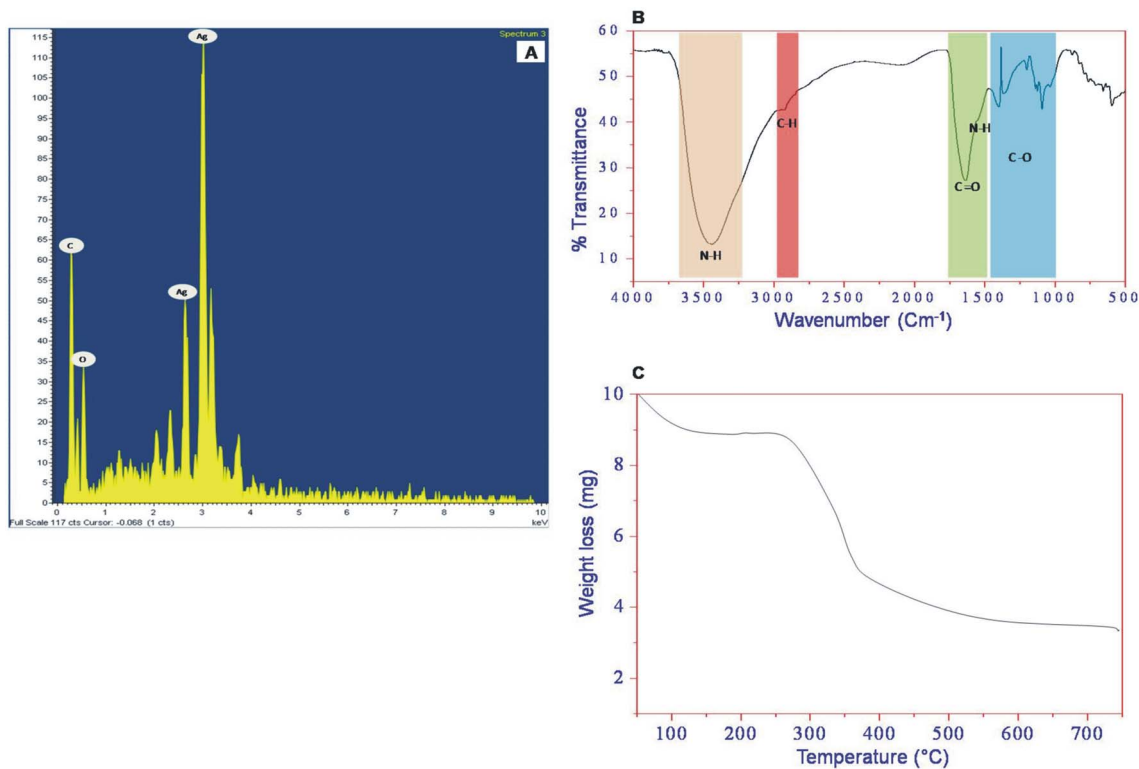 Spectrum 3
A
115
110
105
100
95
90
85
80
75
70
65
60
55
50
45
40
35
30
25
20
15
10
5
0
Ag
C
Ag
O
0 1 2 3 4 5 6 7 8 9 10
Full Scale 117 cts Cursor: -0.068 (1 cts) keV
B
60
50
40
30
20
10
% Transmittance
C-H
N-H
C-O
C=O
N-H
4000 3500 3000 2500 2000 1500 1000 500
Wavenumber (Cm⁻¹)
C
10
8
6
4
2
Weight loss (mg)
100 200 300 400 500 600 700
Temperature (°C)